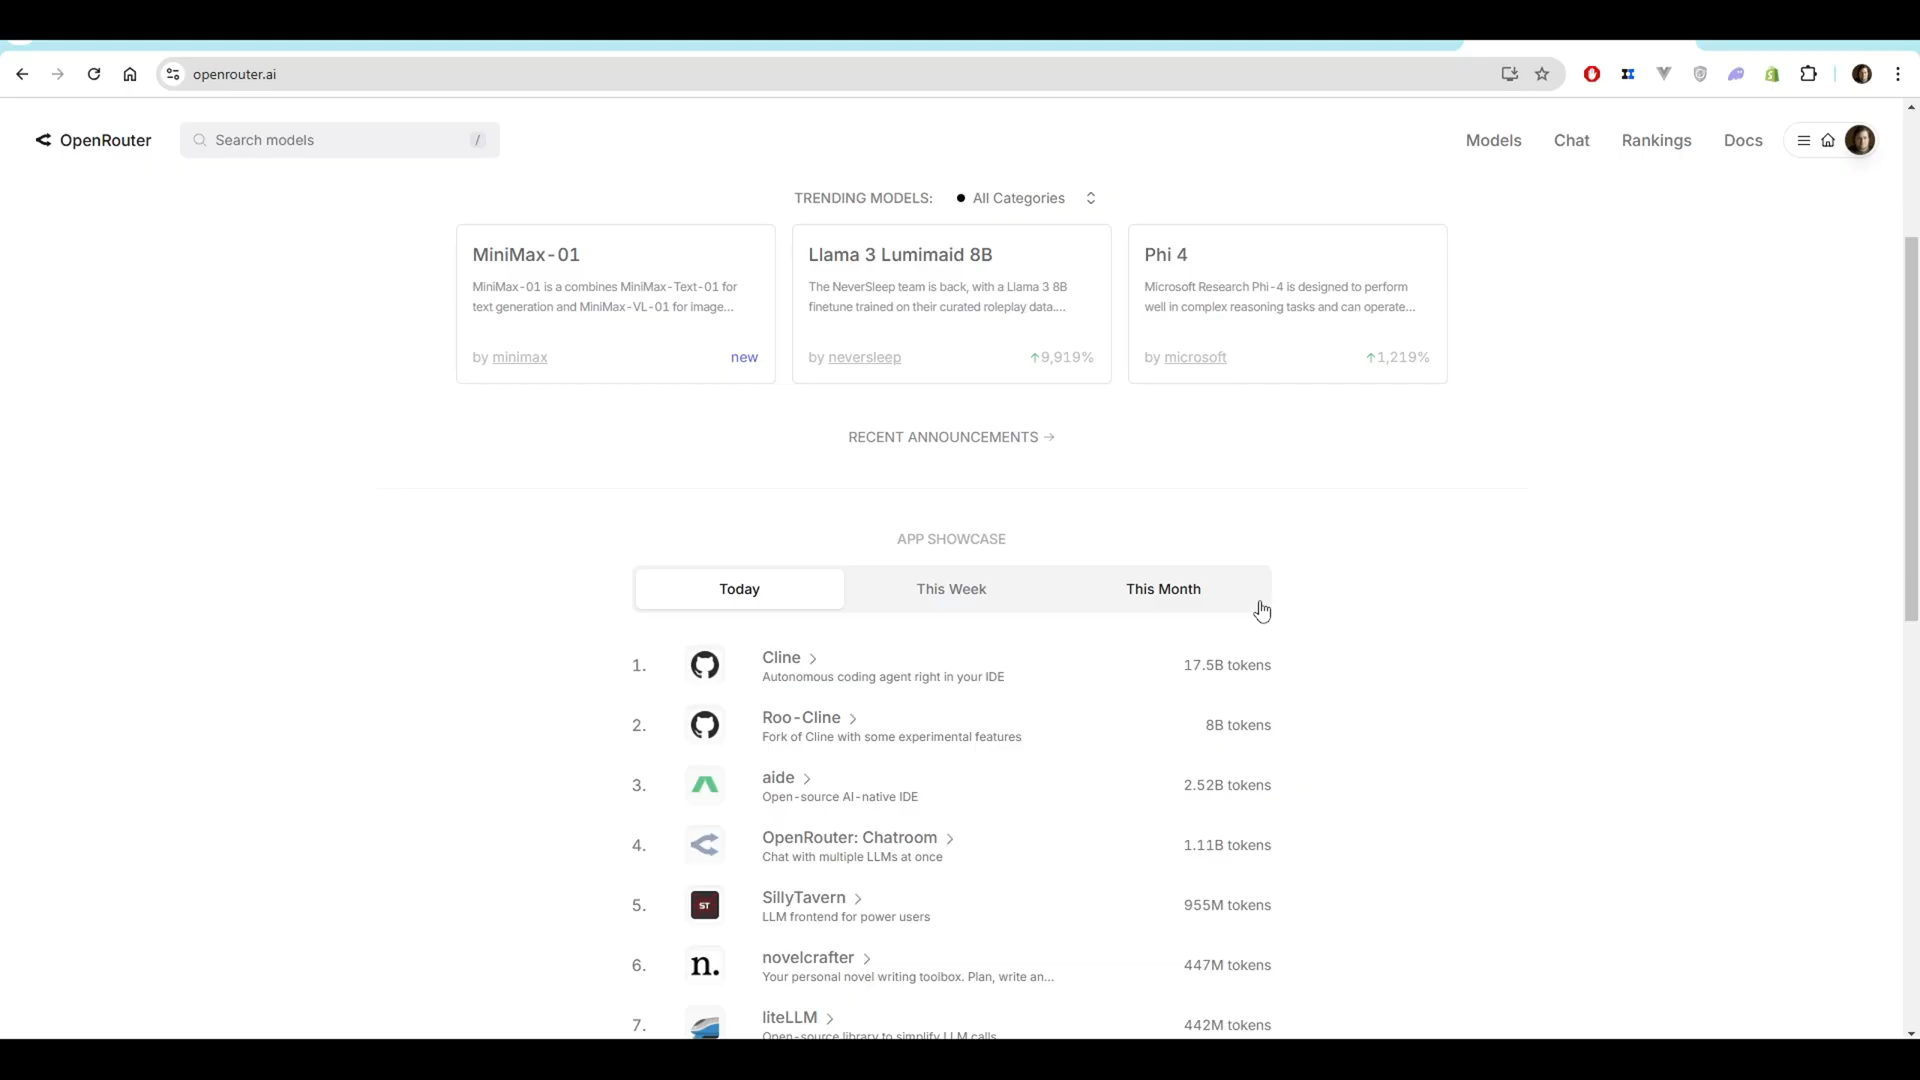 openrouter.ai
OpenRouter
Search models
/
Models
Chat
Rankings
Docs
TRENDING MODELS:
All Categories
MiniMax-01
MiniMax-01 is a combines MiniMax-Text-01 for
text generation and MiniMax-VL-01 for image...
by minimax
new
Llama 3 Lumimaid 8B
The NeverSleep team is back, with a Llama 3 8B
finetune trained on their curated roleplay data....
by neversleep
↑9,919%
Phi 4
Microsoft Research Phi-4 is designed to perform
well in complex reasoning tasks and can operate...
by microsoft
↑1,219%
RECENT ANNOUNCEMENTS →
APP SHOWCASE
Today
This Week
This Month
1.
Cline
Autonomous coding agent right in your IDE
17.5B tokens
2.
Roo-Cline
Fork of Cline with some experimental features
8B tokens
3.
aide
Open-source AI-native IDE
2.52B tokens
4.
OpenRouter: Chatroom
Chat with multiple LLMs at once
1.11B tokens
5.
ST
SillyTavern
LLM frontend for power users
955M tokens
6.
n.
novelcrafter
Your personal novel writing toolbox. Plan, write an...
447M tokens
7.
liteLLM
Open-source library to simplify LLM calls
442M tokens